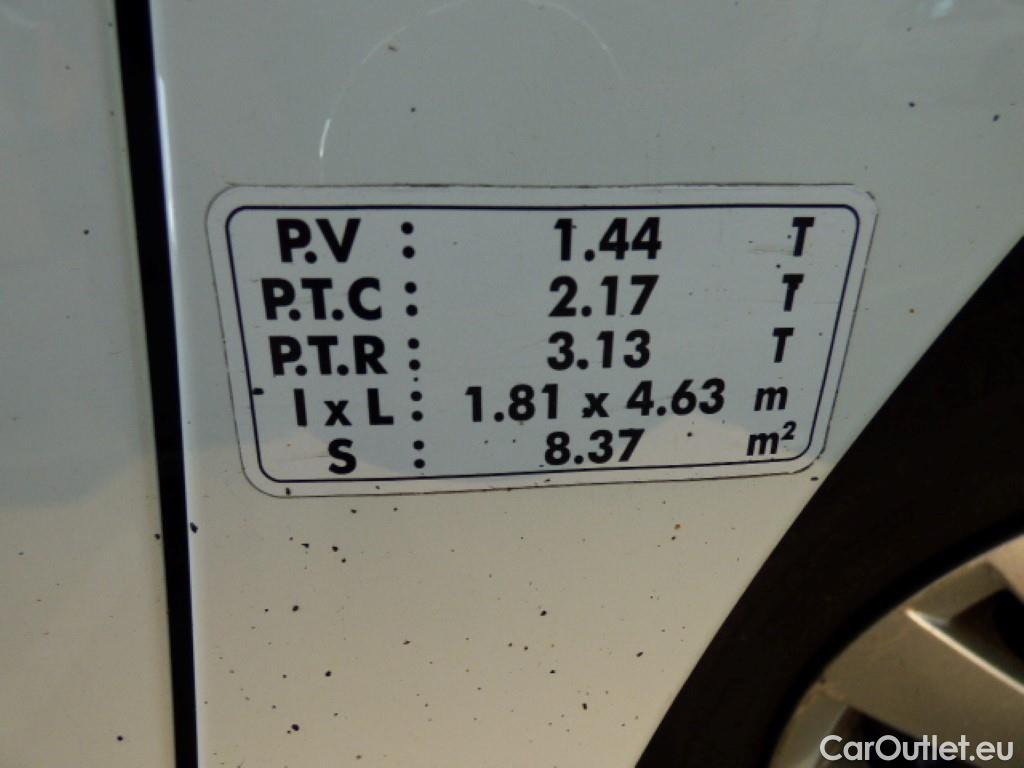 P.V : 1.44 T
P.T.C : 2.17 T
P.T.R : 3.13 T
l x L : 1.81 x 4.63 m
S : 8.37 m²
CarOutlet.eu